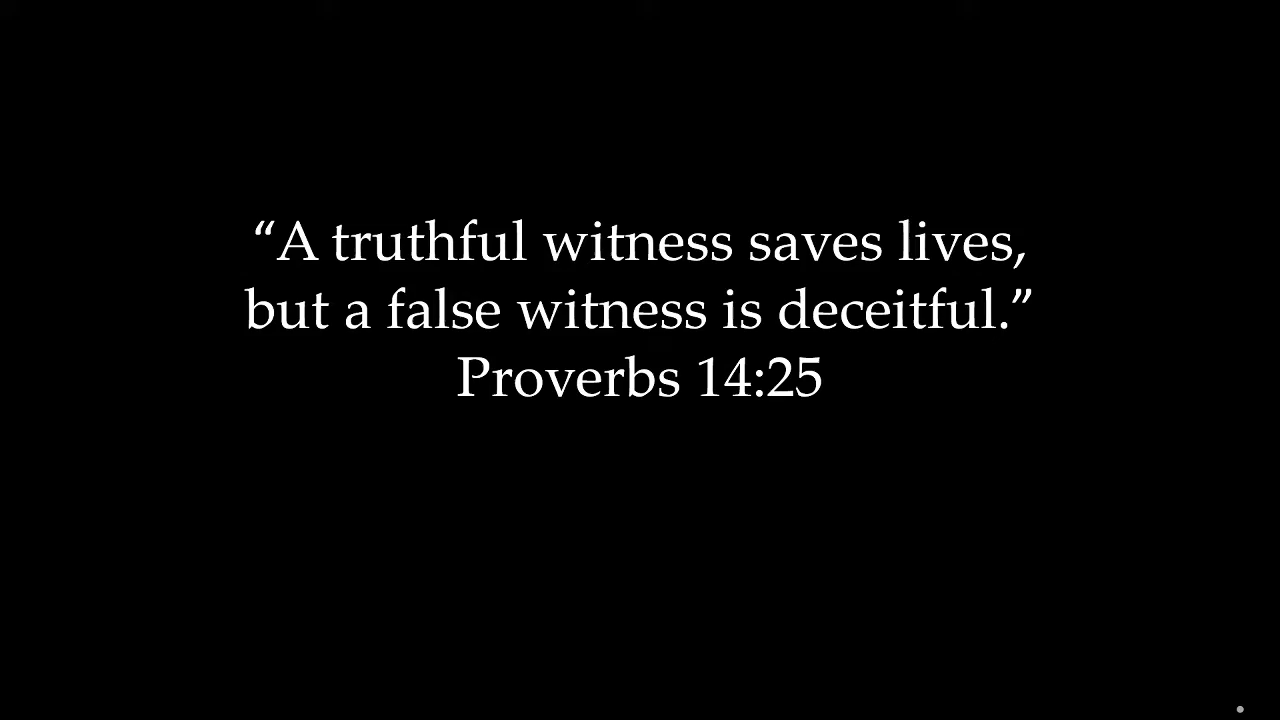 “A truthful witness saves lives,
but a false witness is deceitful.”
Proverbs 14:25